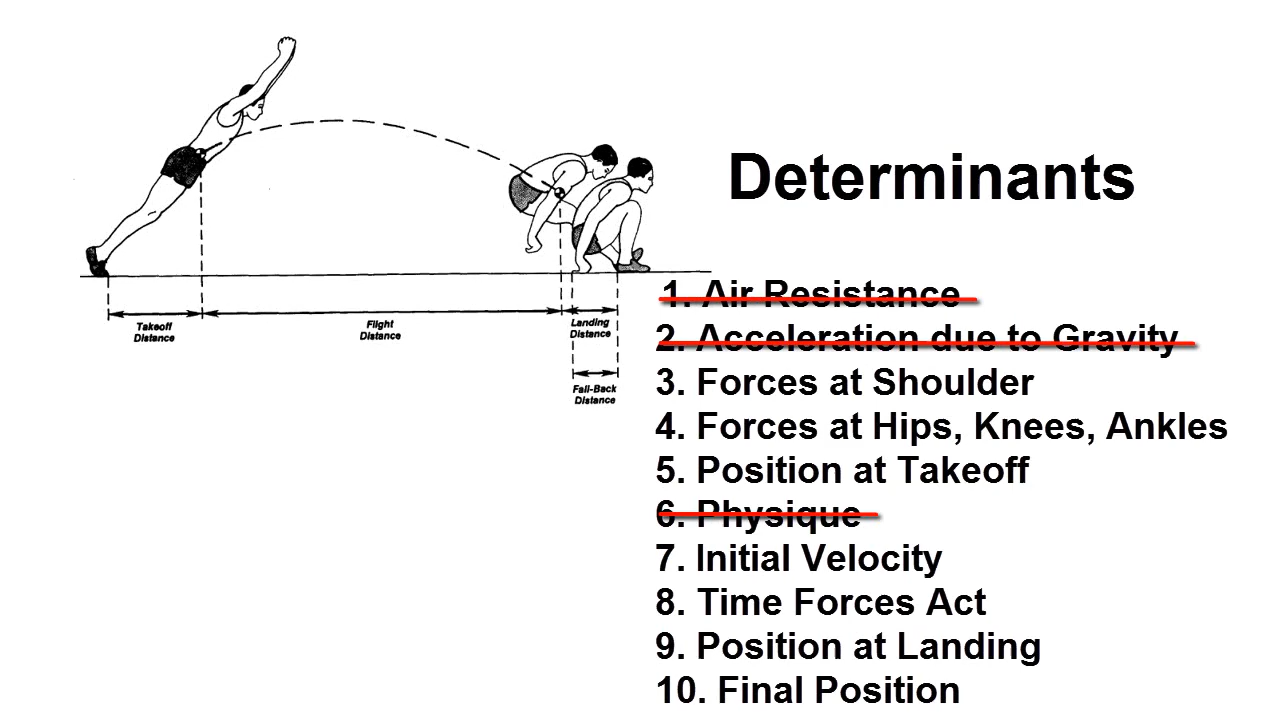 Determinants
1. Air Resistance
2. Acceleration due to Gravity
3. Forces at Shoulder
4. Forces at Hips, Knees, Ankles
5. Position at Takeoff
6. Physique
7. Initial Velocity
8. Time Forces Act
9. Position at Landing
10. Final Position
Takeoff
Distance
Flight
Distance
Landing
Distance
Fall-Back
Distance